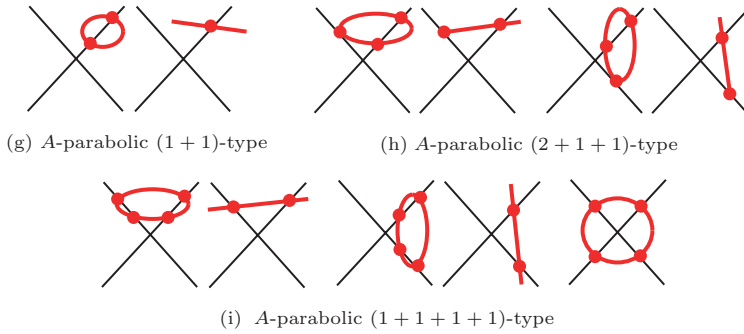 (g) A-parabolic (1 + 1)-type
(h) A-parabolic (2 + 1 + 1)-type
(i) A-parabolic (1 + 1 + 1 + 1)-type